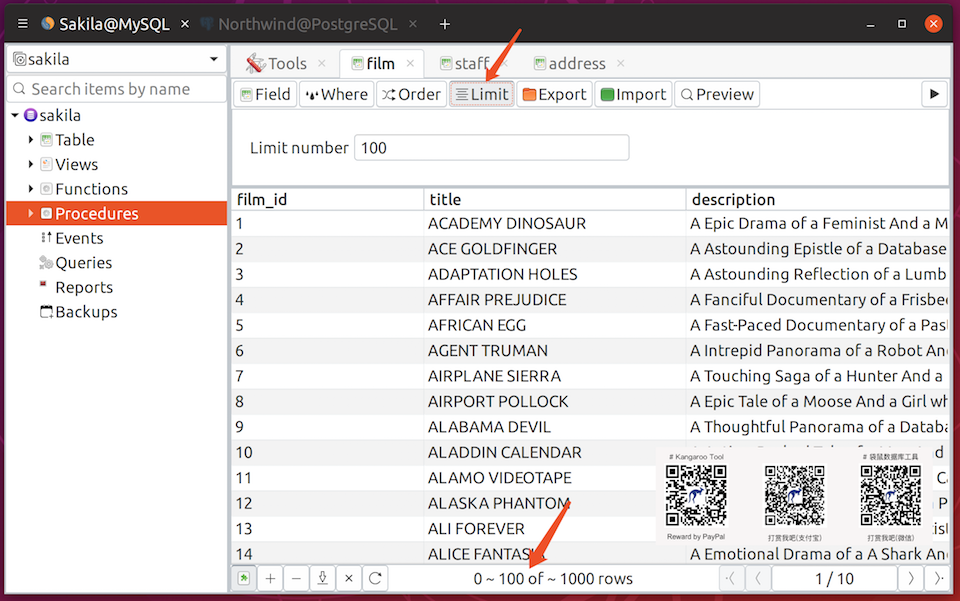 Sakila@MySQL × Northwind@PostgreSQL × +
sakila
Tools × film × staff × address ×
Search items by name
Field Where Order Limit Export Import Preview
sakila
Table
Views
Functions
Procedures
Events
Queries
Reports
Backups
Limit number 100
film_id title description
1 ACADEMY DINOSAUR A Epic Drama of a Feminist And a M
2 ACE GOLDFINGER A Astounding Epistle of a Database
3 ADAPTATION HOLES A Astounding Reflection of a Lumb
4 AFFAIR PREJUDICE A Fanciful Documentary of a Frisbe
5 AFRICAN EGG A Fast-Paced Documentary of a Pas
6 AGENT TRUMAN A Intrepid Panorama of a Robot An
7 AIRPLANE SIERRA A Touching Saga of a Hunter And a
8 AIRPORT POLLOCK A Epic Tale of a Moose And a Girl wh
9 ALABAMA DEVIL A Thoughtful Panorama of a Databa
10 ALADDIN CALENDAR
11 ALAMO VIDEOTAPE
12 ALASKA PHANTOM
13 ALI FOREVER
14 ALICE FANTASIA A Emotional Drama of a A Shark An
# Kangaroo Tool # 袋鼠数据库工具
Reward by PayPal 打赏我吧(支付宝) 打赏我吧(微信)
0 ~ 100 of ~ 1000 rows 1 / 10